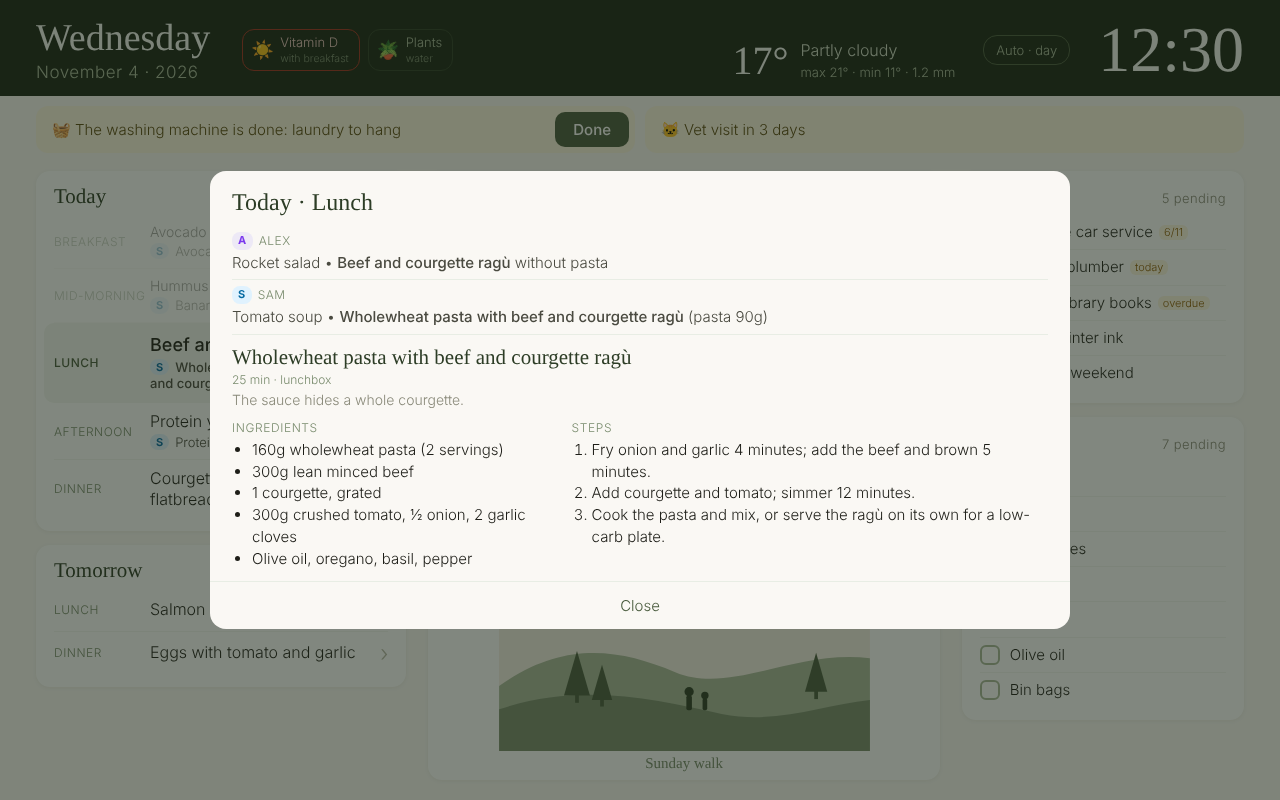 Wednesday
November 4 · 2026
Vitamin D
with breakfast
Plants
water
17°
Partly cloudy
max 21° · min 11° · 1.2 mm
Auto · day
12:30
The washing machine is done: laundry to hang
Done
Vet visit in 3 days
Today
BREAKFAST
Avocado
S
MID-MORNING
Hummus
S
LUNCH
S
AFTERNOON
Protein
S
DINNER
Tomorrow
LUNCH
Salmon
DINNER
Eggs with tomato and garlic
Today · Lunch
A ALEX
Rocket salad • Beef and courgette ragù without pasta
S SAM
Tomato soup • Wholewheat pasta with beef and courgette ragù (pasta 90g)
Wholewheat pasta with beef and courgette ragù
25 min · lunchbox
The sauce hides a whole courgette.
INGREDIENTS
• 160g wholewheat pasta (2 servings)
• 300g lean minced beef
• 1 courgette, grated
• 300g crushed tomato, ½ onion, 2 garlic
cloves
• Olive oil, oregano, basil, pepper
STEPS
1. Fry onion and garlic 4 minutes; add the beef and brown 5
minutes.
2. Add courgette and tomato; simmer 12 minutes.
3. Cook the pasta and mix, or serve the ragù on its own for a low-
carb plate.
Close
Sunday walk
5 pending
car service 6/11
today
books overdue
ink
weekend
7 pending
Olive oil
Bin bags